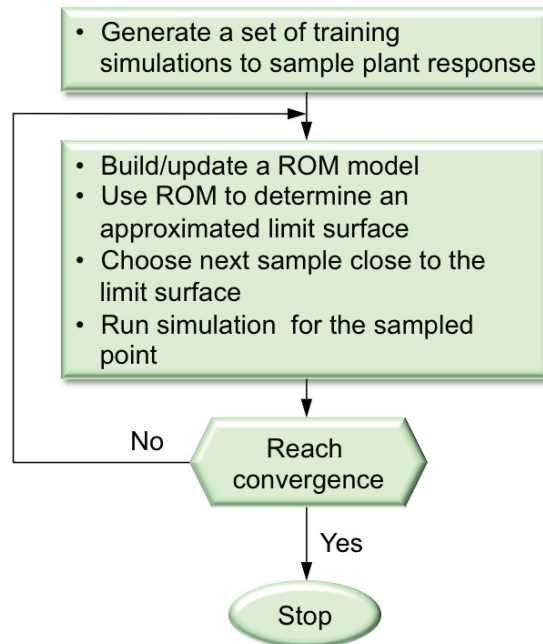 • Generate a set of training
simulations to sample plant response
• Build/update a ROM model
• Use ROM to determine an
approximated limit surface
• Choose next sample close to the
limit surface
• Run simulation for the sampled
point
No
Reach
convergence
Yes
Stop